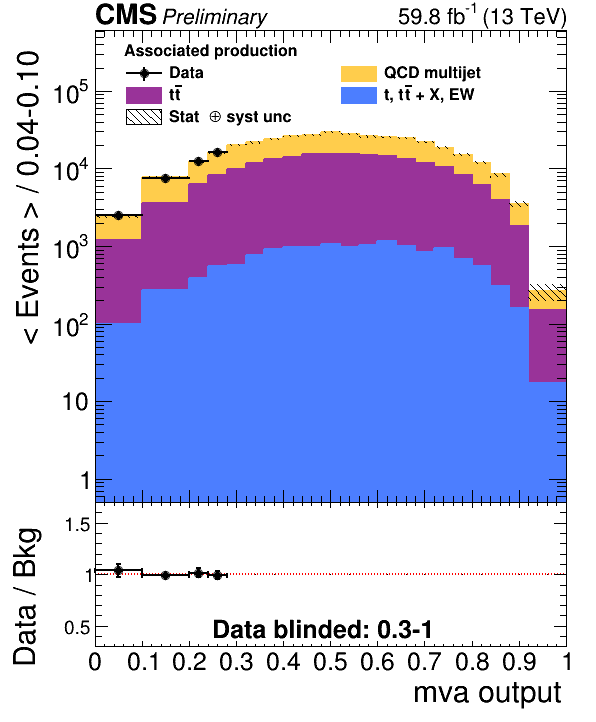 CMS Preliminary 59.8 fb⁻¹ (13 TeV)
Associated production
Data QCD multijet
tt̄ t, tt̄ + X, EW
Stat ⊕ syst unc
< Events > / 0.04-0.10
10⁵
10⁴
10³
10²
10
1
Data / Bkg
1.5
1
0.5
Data blinded: 0.3-1
0 0.1 0.2 0.3 0.4 0.5 0.6 0.7 0.8 0.9 1
mva output